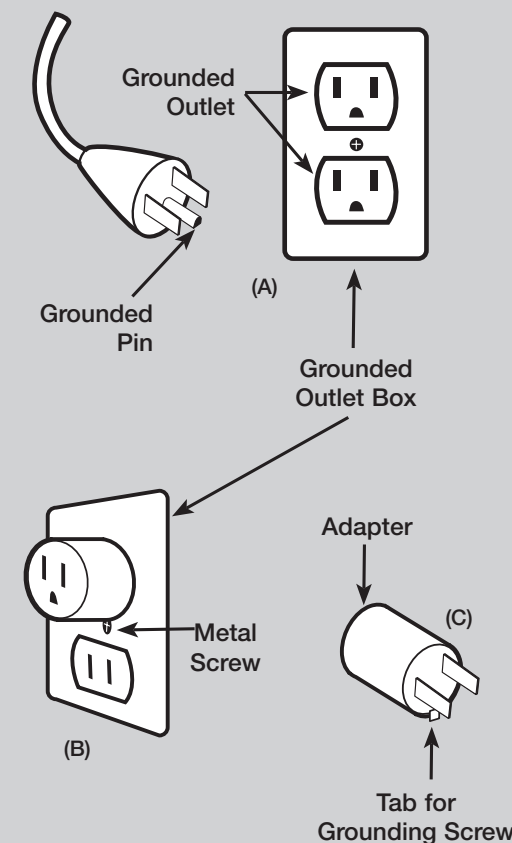 Grounded
Outlet
Grounded
Pin
(A)
Grounded
Outlet Box
Adapter
(C)
Metal
Screw
(B)
Tab for
Grounding Screw